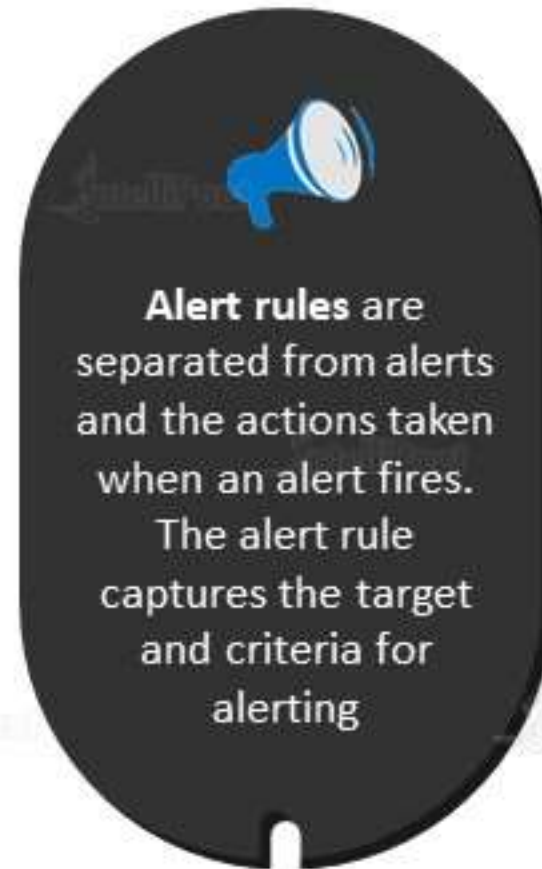 Alert rules are
separated from alerts
and the actions taken
when an alert fires.
The alert rule
captures the target
and criteria for
alerting